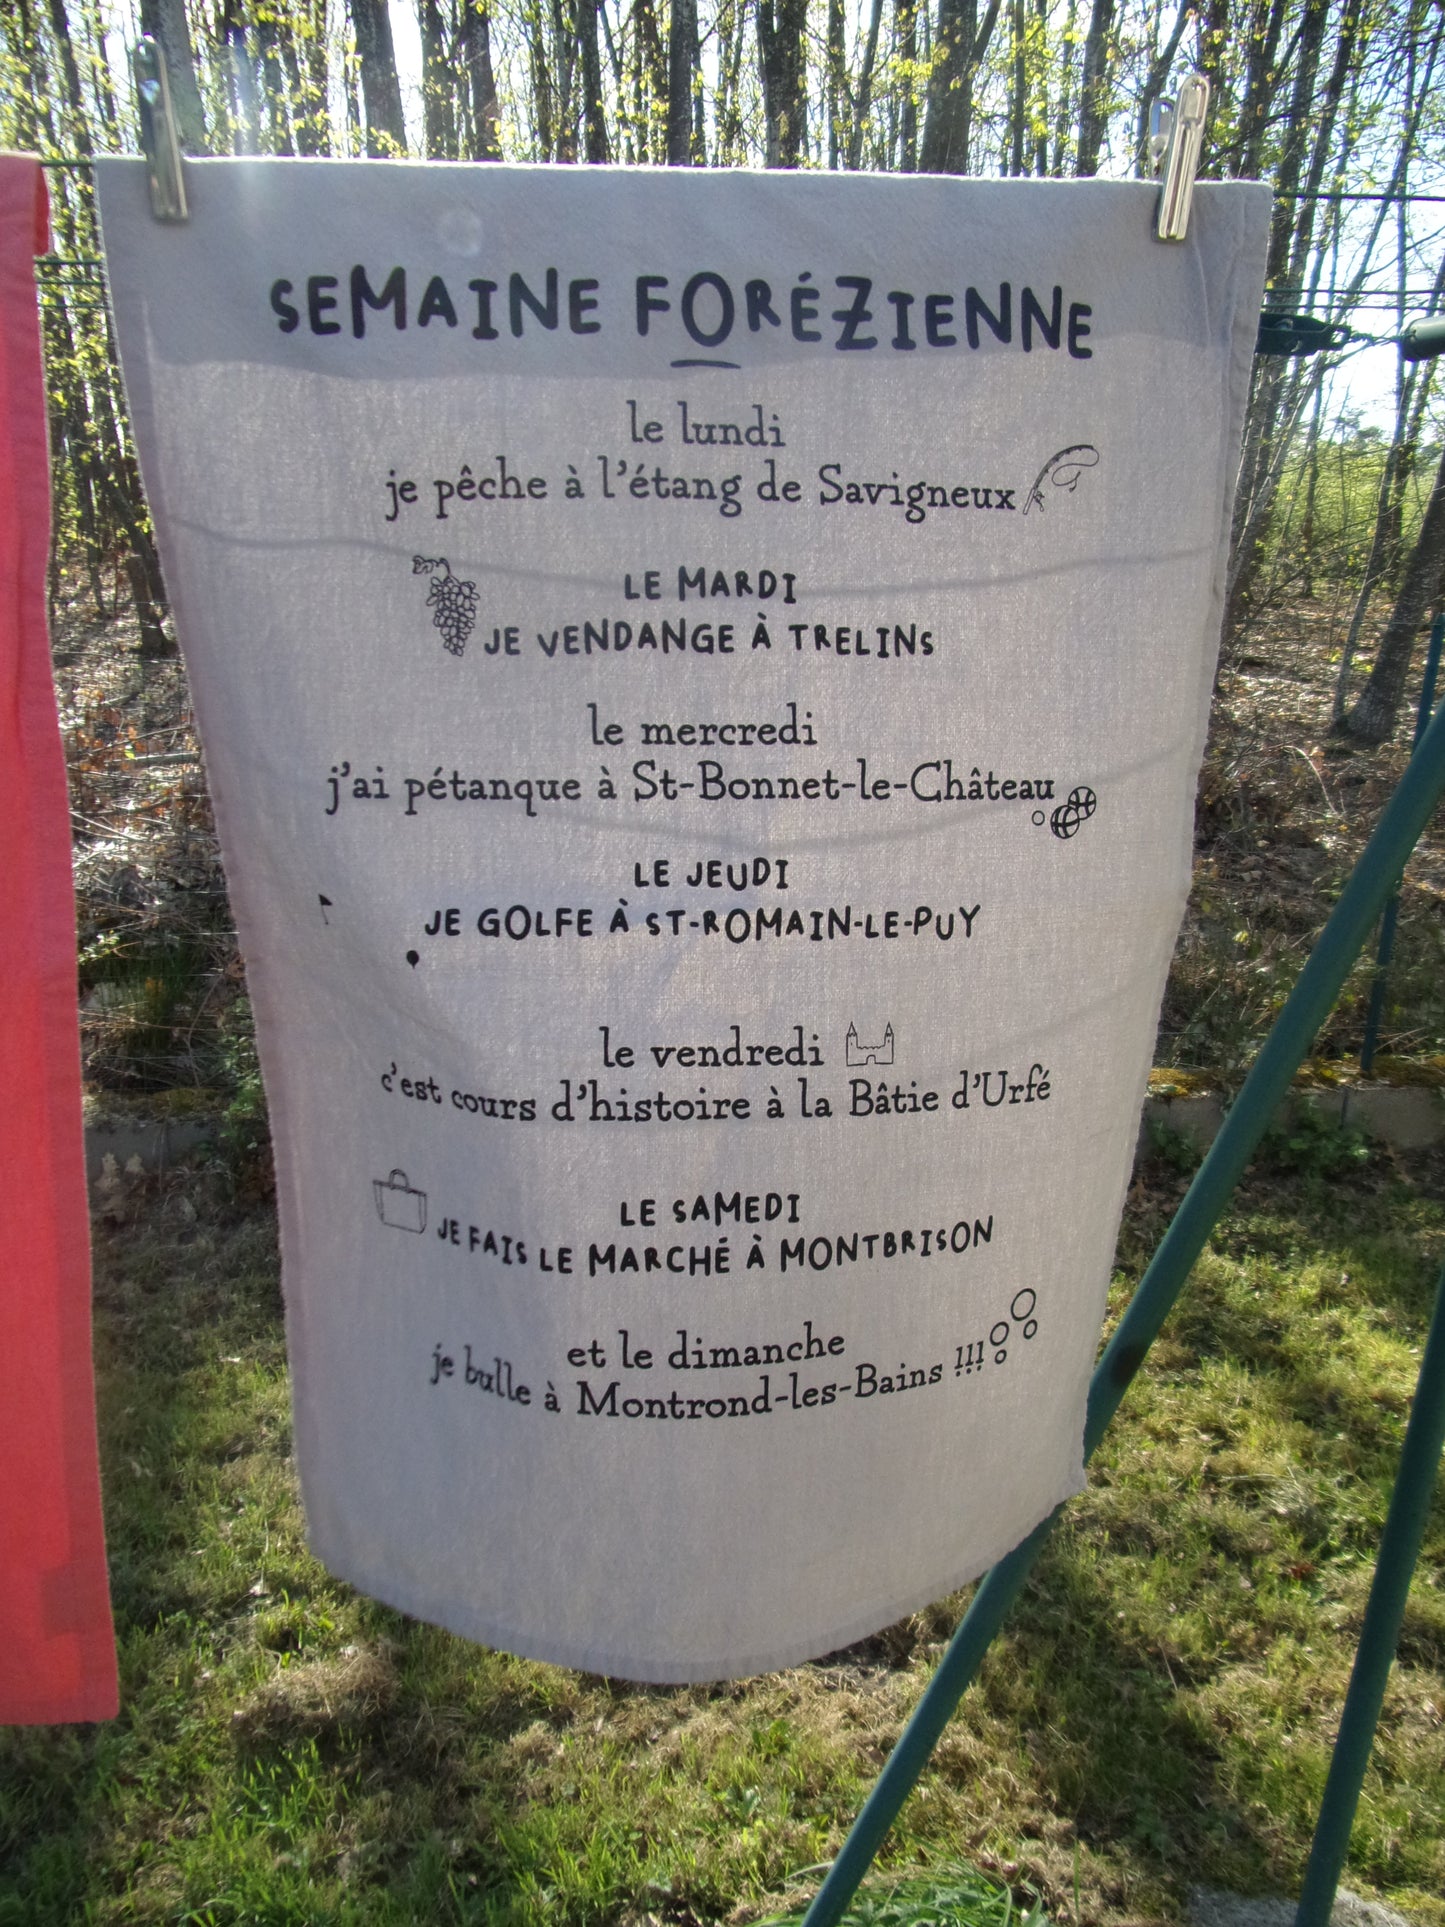 SEMAINE FORÉZIENNE
le lundi
je pêche à l'étang de Savigneux
LE MARDI
JE VENDANGE À TRELINS
le mercredi
j'ai pétanque à St-Bonnet-le-Château
LE JEUDI
JE GOLFE À ST-ROMAIN-LE-PUY
le vendredi
c'est cours d'histoire à la Bâtie d'Urfé
LE SAMEDI
JE FAIS LE MARCHÉ À MONTBRISON
et le dimanche
je bulle à Montrond-les-Bains !!!